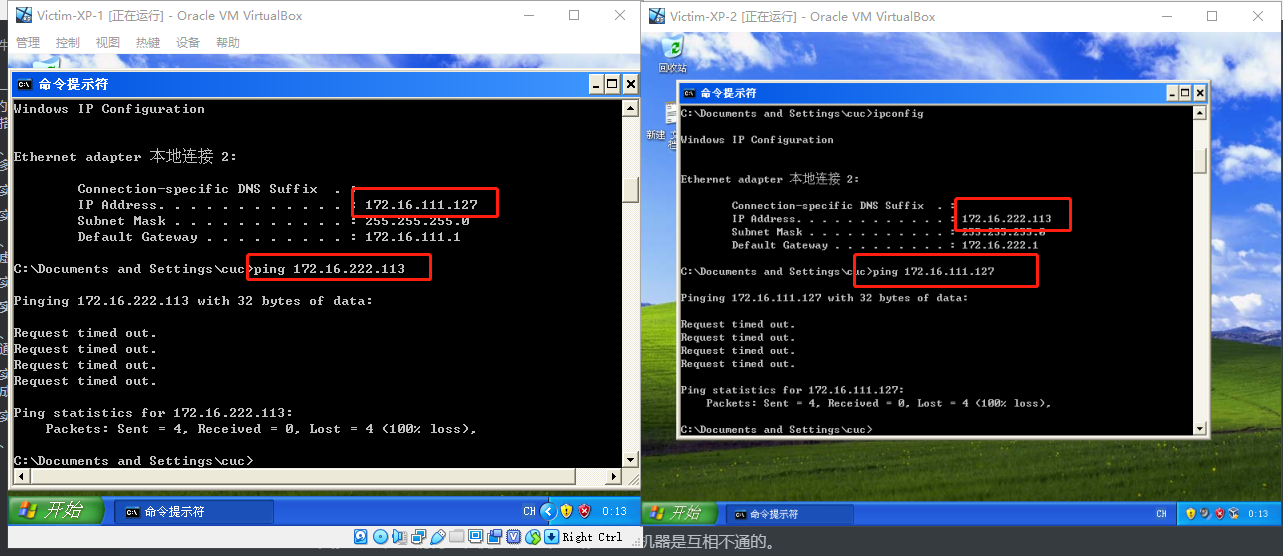 Victim-XP-1 [正在运行] - Oracle VM VirtualBox
管理 控制 视图 热键 设备 帮助
命令提示符
Windows IP Configuration
Ethernet adapter 本地连接 2:
Connection-specific DNS Suffix . :
IP Address. . . . . . . . . . . . : 172.16.111.127
Subnet Mask . . . . . . . . . . . : 255.255.255.0
Default Gateway . . . . . . . . . : 172.16.111.1
C:\Documents and Settings\cuc>ping 172.16.222.113
Pinging 172.16.222.113 with 32 bytes of data:
Request timed out.
Request timed out.
Request timed out.
Request timed out.
Ping statistics for 172.16.222.113:
Packets: Sent = 4, Received = 0, Lost = 4 (100% loss),
C:\Documents and Settings\cuc>
开始
命令提示符
CH
0:13
Right Ctrl
Victim-XP-2 [正在运行] - Oracle VM VirtualBox
回收站
新建 文
档
命令提示符
C:\Documents and Settings\cuc>ipconfig
Windows IP Configuration
Ethernet adapter 本地连接 2:
Connection-specific DNS Suffix . :
IP Address. . . . . . . . . . . . : 172.16.222.113
Subnet Mask . . . . . . . . . . . : 255.255.255.0
Default Gateway . . . . . . . . . : 172.16.222.1
C:\Documents and Settings\cuc>ping 172.16.111.127
Pinging 172.16.111.127 with 32 bytes of data:
Request timed out.
Request timed out.
Request timed out.
Request timed out.
Ping statistics for 172.16.111.127:
Packets: Sent = 4, Received = 0, Lost = 4 (100% loss),
C:\Documents and Settings\cuc>
开始
命令提示符
CH
0:13
机器是互相不通的。